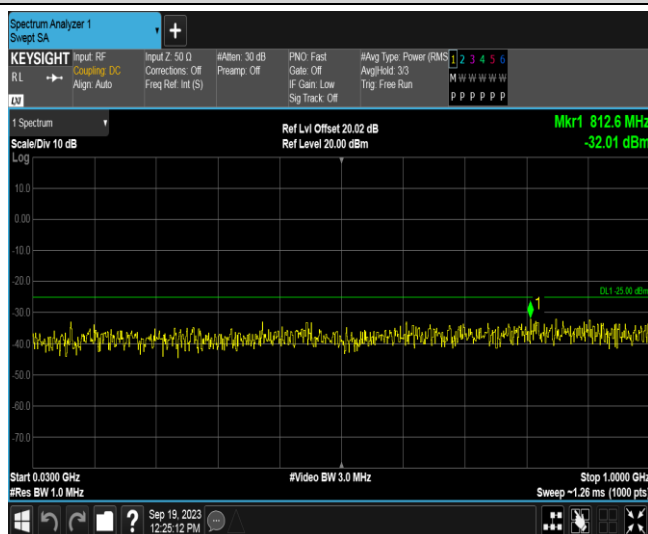 Spectrum Analyzer 1
Swept SA
+
KEYSIGHT
RL
LXI
Input: RF
Coupling: DC
Align: Auto
Input Z: 50 Ω
Corrections: Off
Freq Ref: Int (S)
#Atten: 30 dB
Preamp: Off
PNO: Fast
Gate: Off
IF Gain: Low
Sig Track: Off
#Avg Type: Power (RMS
Avg|Hold: 3/3
Trig: Free Run
1 2 3 4 5 6
M W W W W W
P P P P P P
1 Spectrum
Scale/Div 10 dB
Log
Ref Lvl Offset 20.02 dB
Ref Level 20.00 dBm
Mkr1 812.6 MHz
-32.01 dBm
10.0
0.00
-10.0
-20.0
DL1 -25.00 dBm
1
-30.0
-40.0
-50.0
-60.0
-70.0
Start 0.0300 GHz
#Res BW 1.0 MHz
#Video BW 3.0 MHz
Stop 1.0000 GHz
Sweep ~1.26 ms (1000 pts)
?
Sep 19, 2023
12:25:12 PM